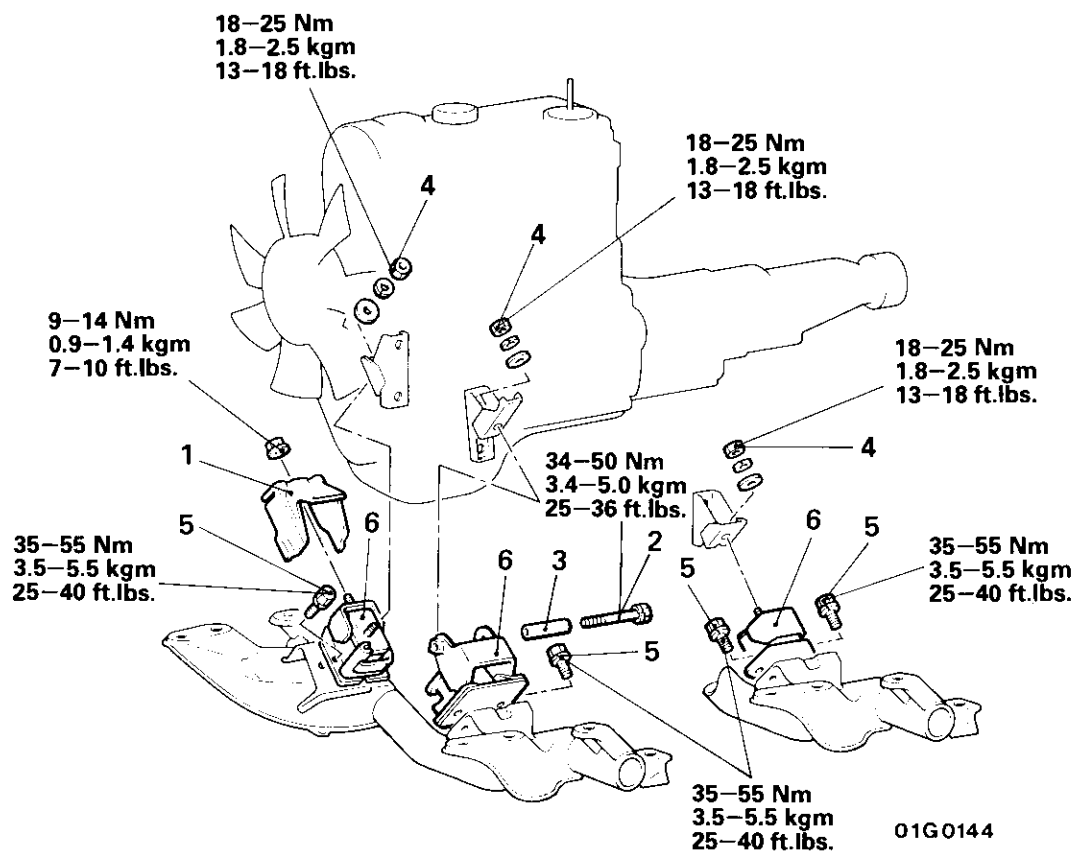 18–25 Nm
1.8–2.5 kgm
13–18 ft.lbs.
4
18–25 Nm
1.8–2.5 kgm
13–18 ft.lbs.
4
9–14 Nm
0.9–1.4 kgm
7–10 ft.lbs.
1
18–25 Nm
1.8–2.5 kgm
13–18 ft.lbs.
4
34–50 Nm
3.4–5.0 kgm
25–36 ft.lbs.
5
35–55 Nm
3.5–5.5 kgm
25–40 ft.lbs.
6
6
3
2
5
5
6
5
35–55 Nm
3.5–5.5 kgm
25–40 ft.lbs.
35–55 Nm
3.5–5.5 kgm
25–40 ft.lbs.
01G0144